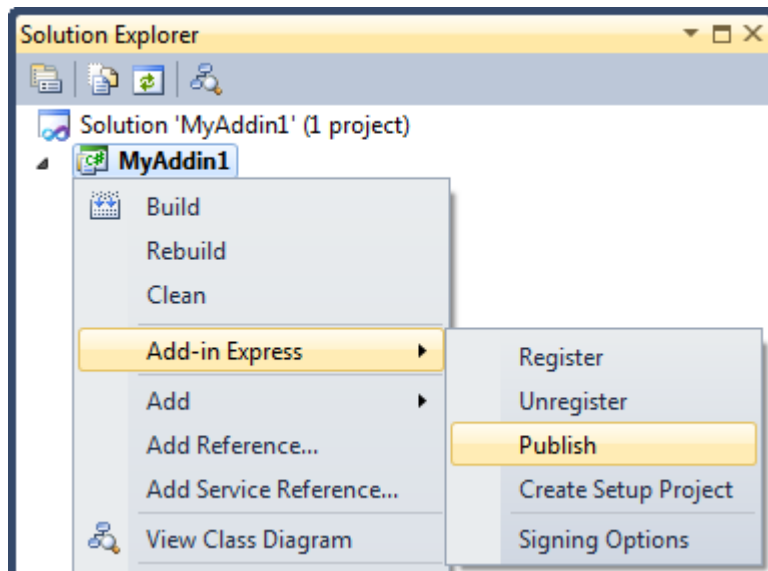 Solution Explorer
Solution 'MyAddin1' (1 project)
C# MyAddin1
Build
Rebuild
Clean
Add-in Express
Add
Add Reference...
Add Service Reference...
View Class Diagram
Register
Unregister
Publish
Create Setup Project
Signing Options